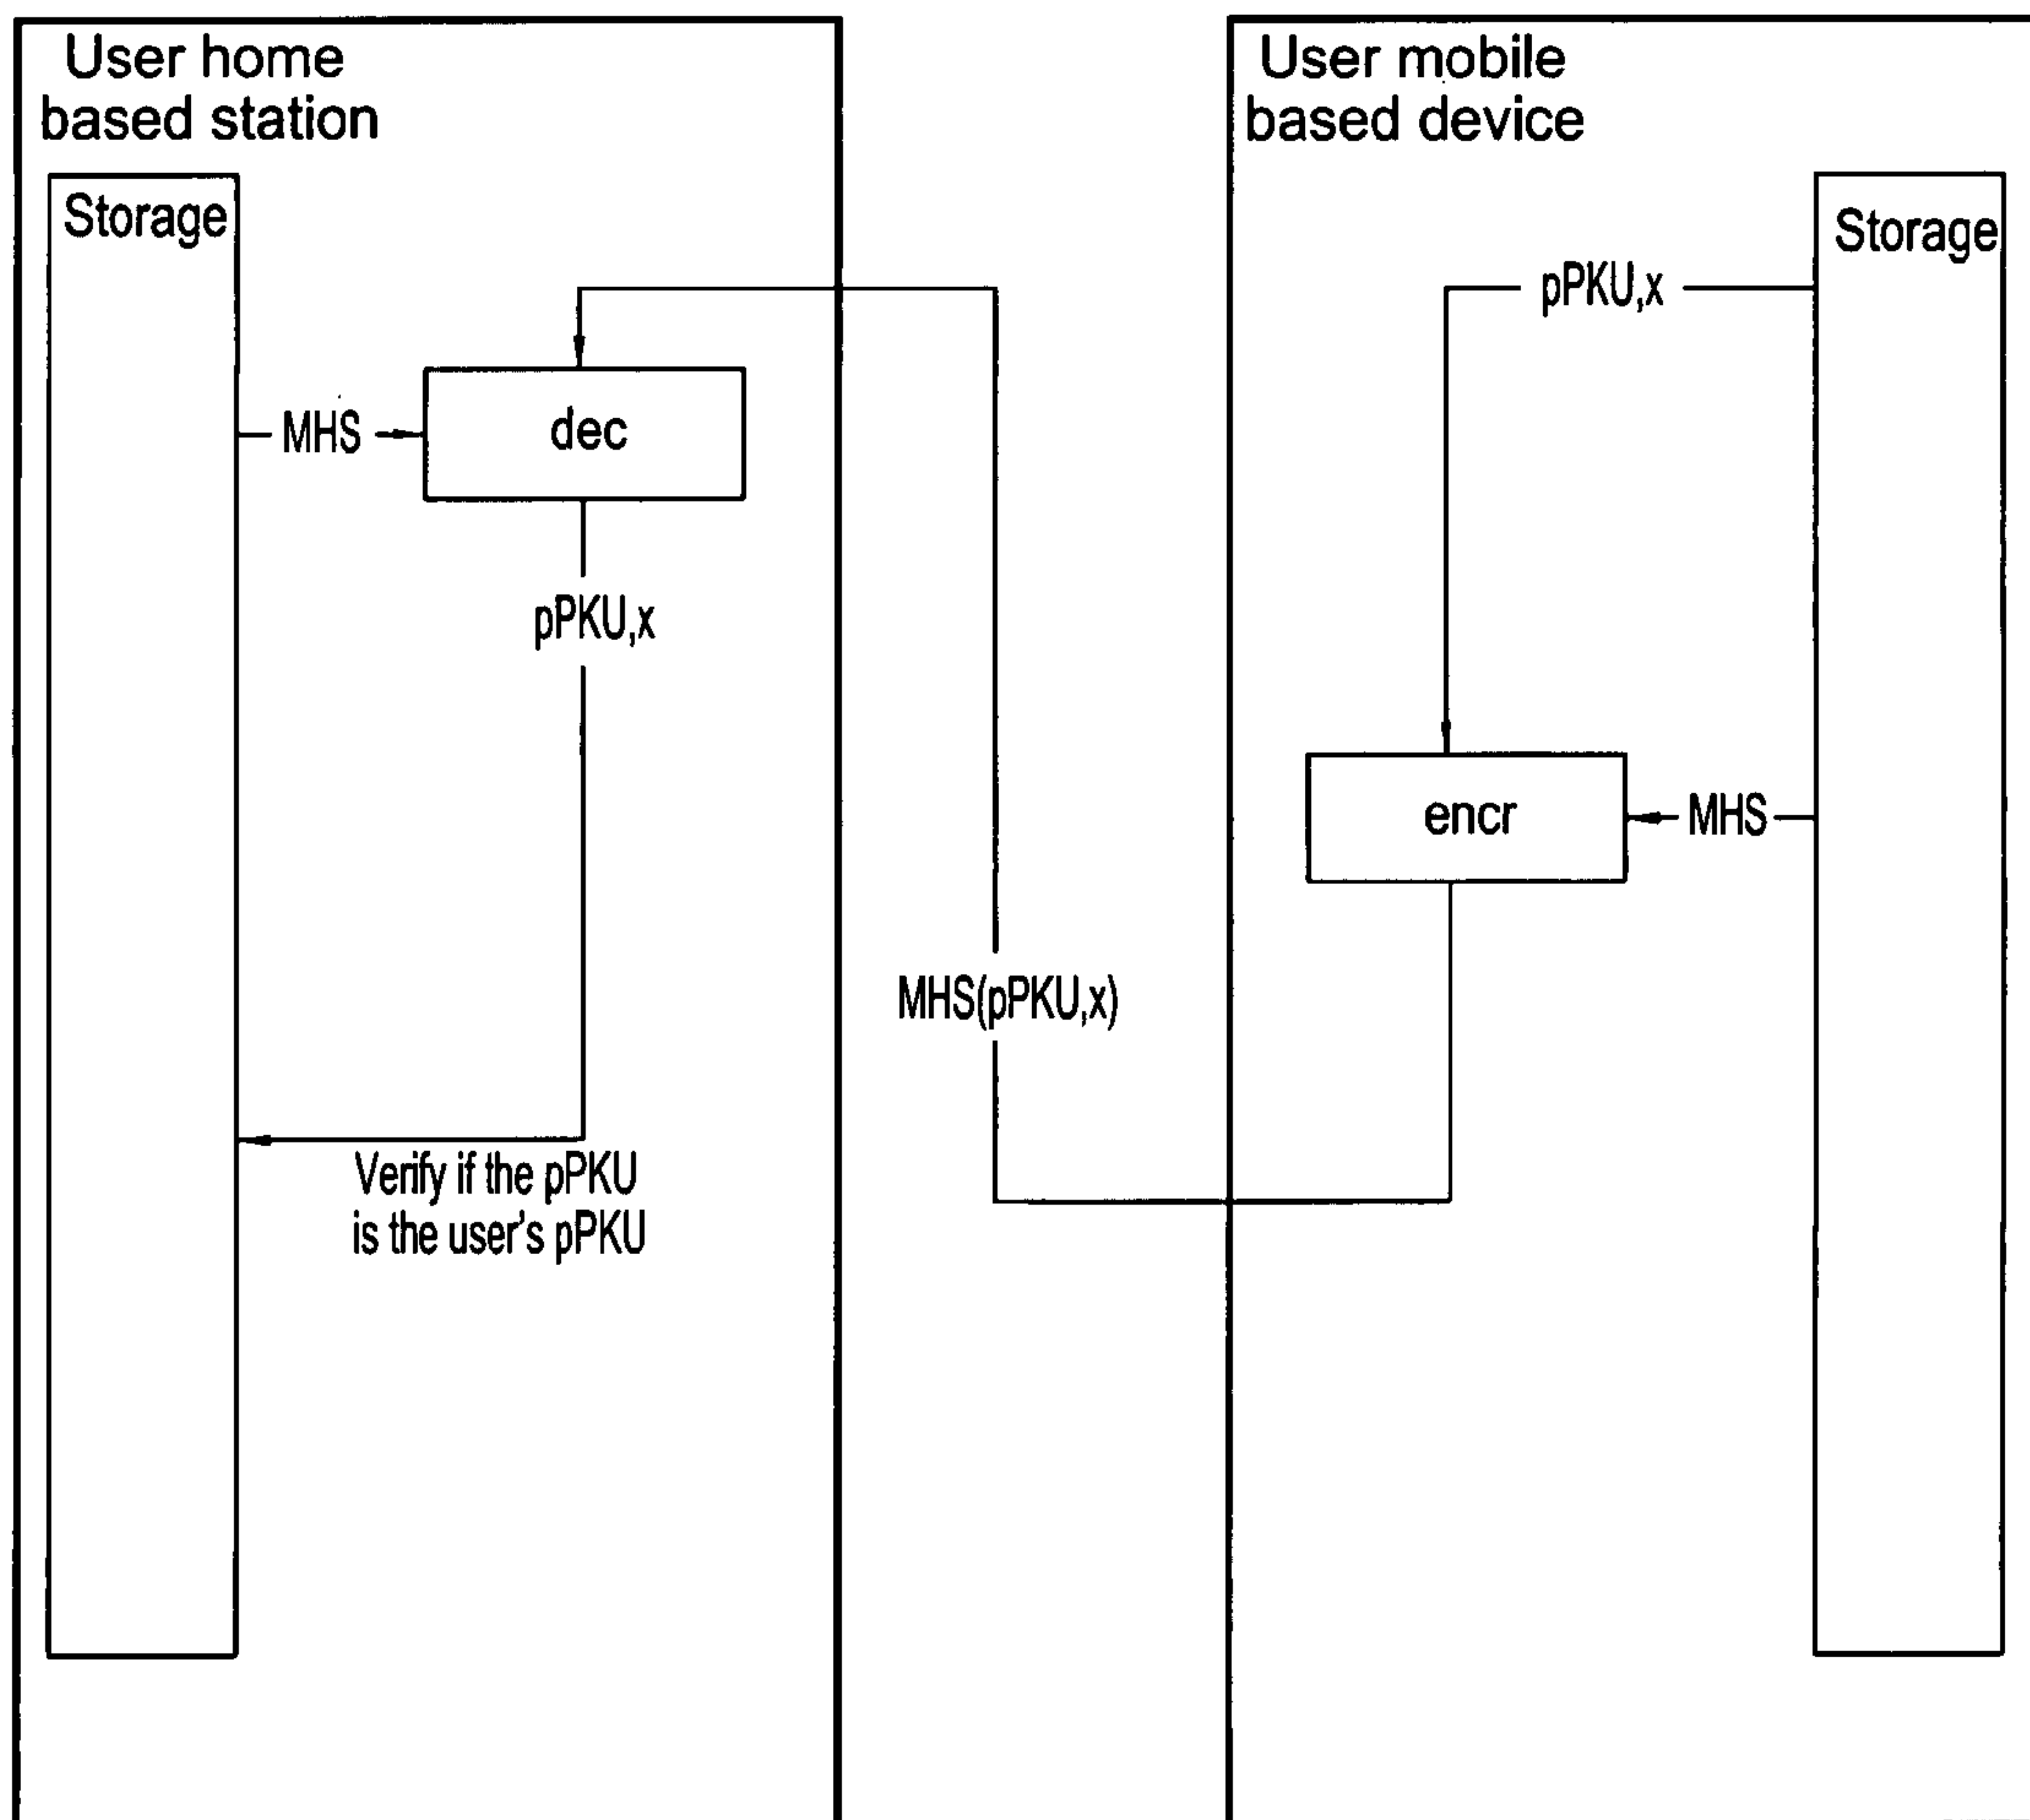 User home
based station
Storage
MHS
dec
pPKU,x
Verify if the pPKU
is the user's pPKU
MHS(pPKU,x)
User mobile
based device
Storage
pPKU,x
encr
MHS